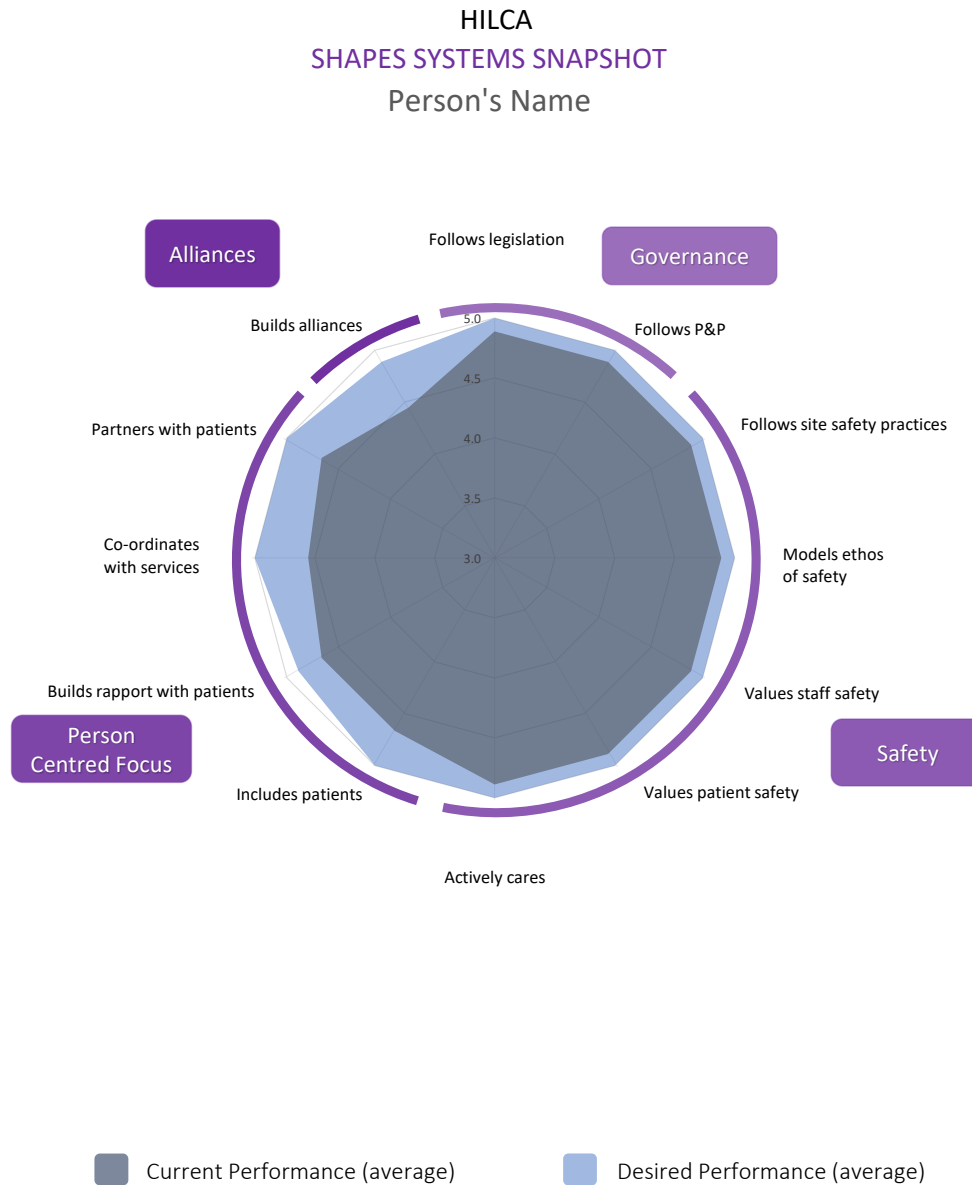 HILCA
SHAPES SYSTEMS SNAPSHOT
Person's Name
Alliances
Follows legislation
Governance
Builds alliances
5.0
Follows P&P
4.5
Partners with patients
Follows site safety practices
4.0
3.5
Co-ordinates
with services
3.0
Models ethos
of safety
Builds rapport with patients
Values staff safety
Person
Centred Focus
Safety
Includes patients
Values patient safety
Actively cares
Current Performance (average)
Desired Performance (average)